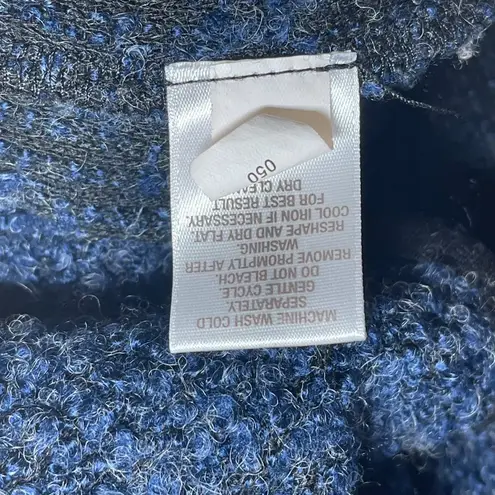 MACHINE WASH COLD
SEPARATELY
GENTLE CYCLE
DO NOT BLEACH.
REMOVE PROMPTLY AFTER
WASHING.
RESHAPE AND DRY FLAT
COOL IRON IF NECESSARY.
FOR BEST RESULT
DRY CLEAN
050